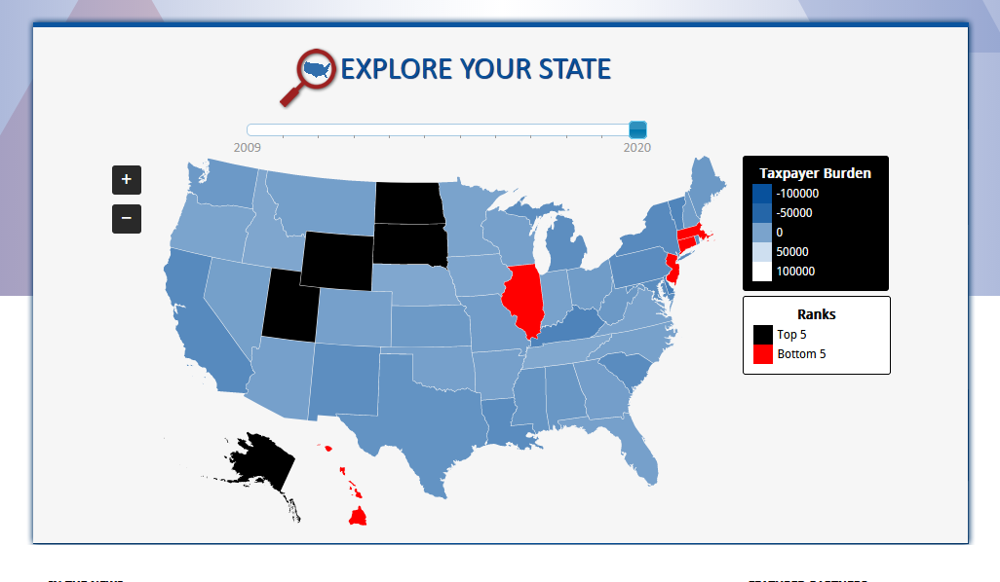 EXPLORE YOUR STATE
2009
2020
+
−
Taxpayer Burden
-100000
-50000
0
50000
100000
Ranks
Top 5
Bottom 5